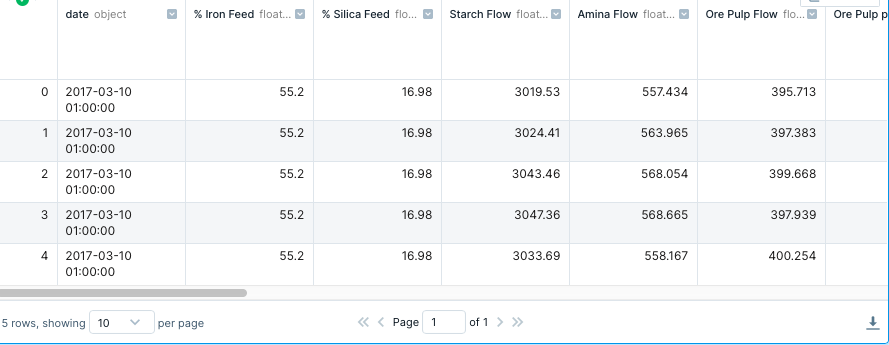 date object % Iron Feed float... % Silica Feed flo... Starch Flow float... Amina Flow float... Ore Pulp Flow flo... Ore Pulp p
0 2017-03-10 01:00:00 55.2 16.98 3019.53 557.434 395.713
1 2017-03-10 01:00:00 55.2 16.98 3024.41 563.965 397.383
2 2017-03-10 01:00:00 55.2 16.98 3043.46 568.054 399.668
3 2017-03-10 01:00:00 55.2 16.98 3047.36 568.665 397.939
4 2017-03-10 01:00:00 55.2 16.98 3033.69 558.167 400.254
5 rows, showing 10 per page Page 1 of 1